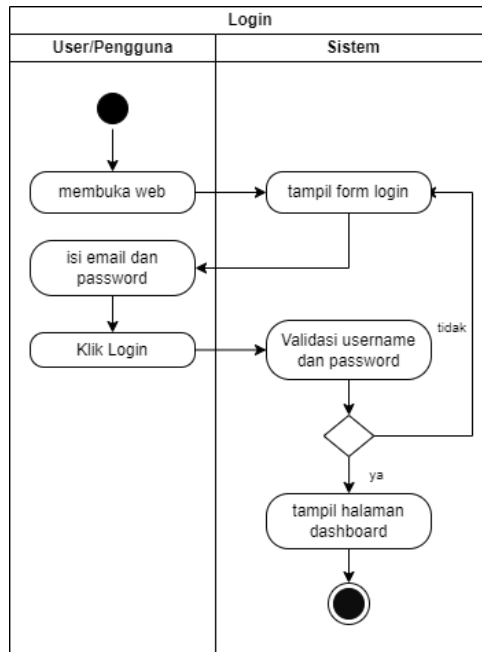 Login
User/Pengguna
Sistem
membuka web
tampil form login
isi email dan
password
Klik Login
Validasi username
dan password
tidak
ya
tampil halaman
dashboard